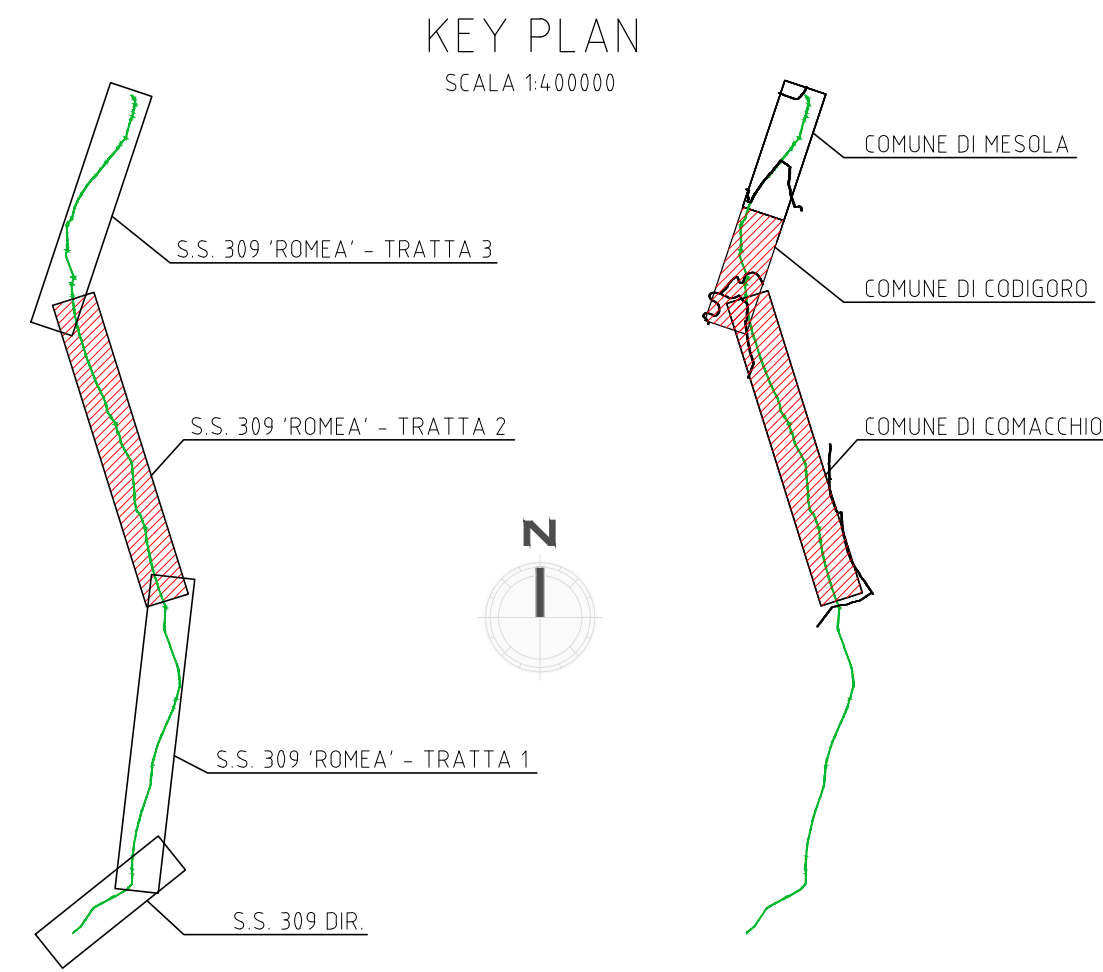 KEY PLAN
SCALA 1:400000
COMUNE DI MESOLA
S.S. 309 'ROMEA' - TRATTA 3
COMUNE DI CODIGORO
S.S. 309 'ROMEA' - TRATTA 2
COMUNE DI COMACCHIO
N
S.S. 309 'ROMEA' - TRATTA 1
S.S. 309 DIR.